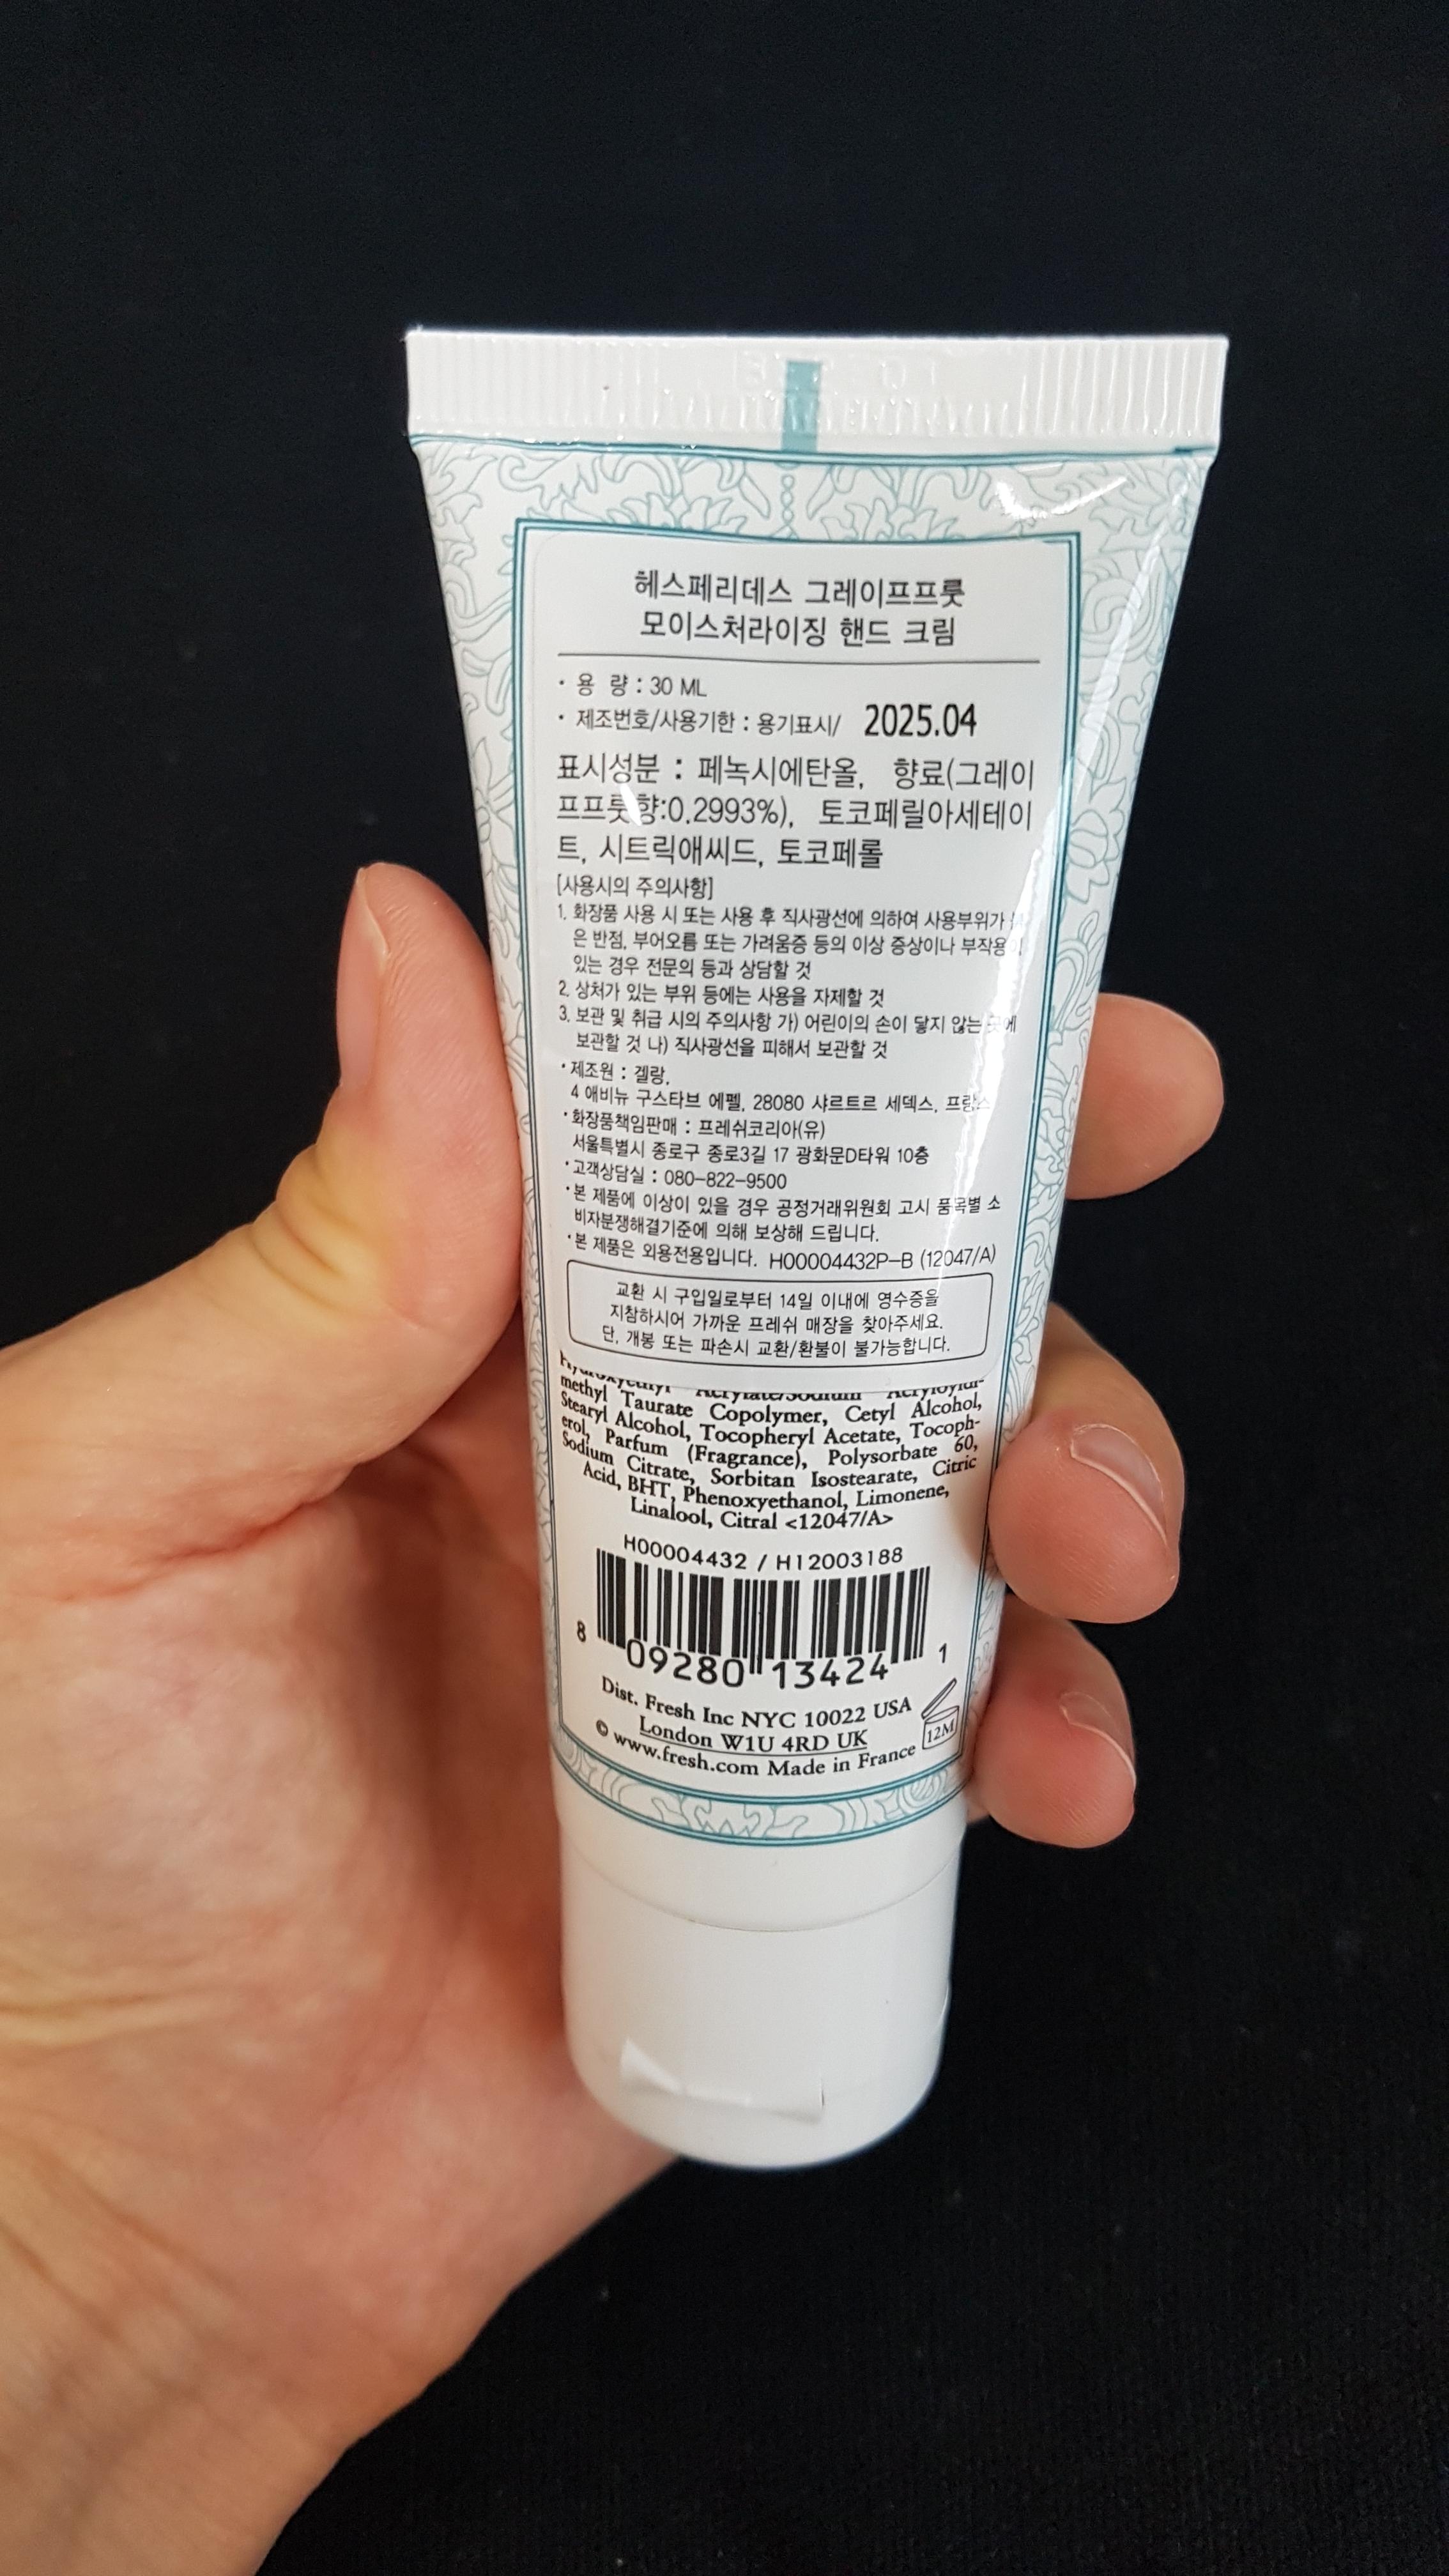 헤스페리데스 그레이프프룻
모이스처라이징 핸드 크림
· 용 량 : 30 ML
· 제조번호/사용기한 : 용기표시/ 2025.04
표시성분 : 페녹시에탄올, 향료(그레이
프프룻향:0.2993%), 토코페릴아세테이
트, 시트릭애씨드, 토코페롤
[사용시의 주의사항]
1. 화장품 사용 시 또는 사용 후 직사광선에 의하여 사용부위가
은 반점, 부어오름 또는 가려움증 등의 이상 증상이나 부작용이
있는 경우 전문의 등과 상담할 것
2. 상처가 있는 부위 등에는 사용을 자제할 것
3. 보관 및 취급 시의 주의사항 가) 어린이의 손이 닿지 않는 곳에
보관할 것 나) 직사광선을 피해서 보관할 것
· 제조원 : 겔랑,
4 애비뉴 구스타브 에펠, 28080 샤르트르 세덱스, 프랑스
· 화장품책임판매 : 프레쉬코리아(유)
서울특별시 종로구 종로3길 17 광화문D타워 10층
· 고객상담실 : 080-822-9500
· 본 제품에 이상이 있을 경우 공정거래위원회 고시 품목별 소
비자분쟁해결기준에 의해 보상해 드립니다.
· 본 제품은 외용전용입니다. H00004432P-B (12047/A)
교환 시 구입일로부터 14일 이내에 영수증을
지참하시어 가까운 프레쉬 매장을 찾아주세요.
단, 개봉 또는 파손시 교환/환불이 불가능합니다.
Hydroxyethyl Acrylate/Sodium Acryloyldi-
methyl Taurate Copolymer, Cetyl Alcohol,
Stearyl Alcohol, Tocopheryl Acetate, Tocoph-
erol, Parfum (Fragrance), Polysorbate 60,
Sodium Citrate, Sorbitan Isostearate, Citric
Acid, BHT, Phenoxyethanol, Limonene,
Linalool, Citral <12047/A>
H00004432 / H12003188
8 09280 13424 1
Dist. Fresh Inc NYC 10022 USA
London W1U 4RD UK
© www.fresh.com Made in France
12M